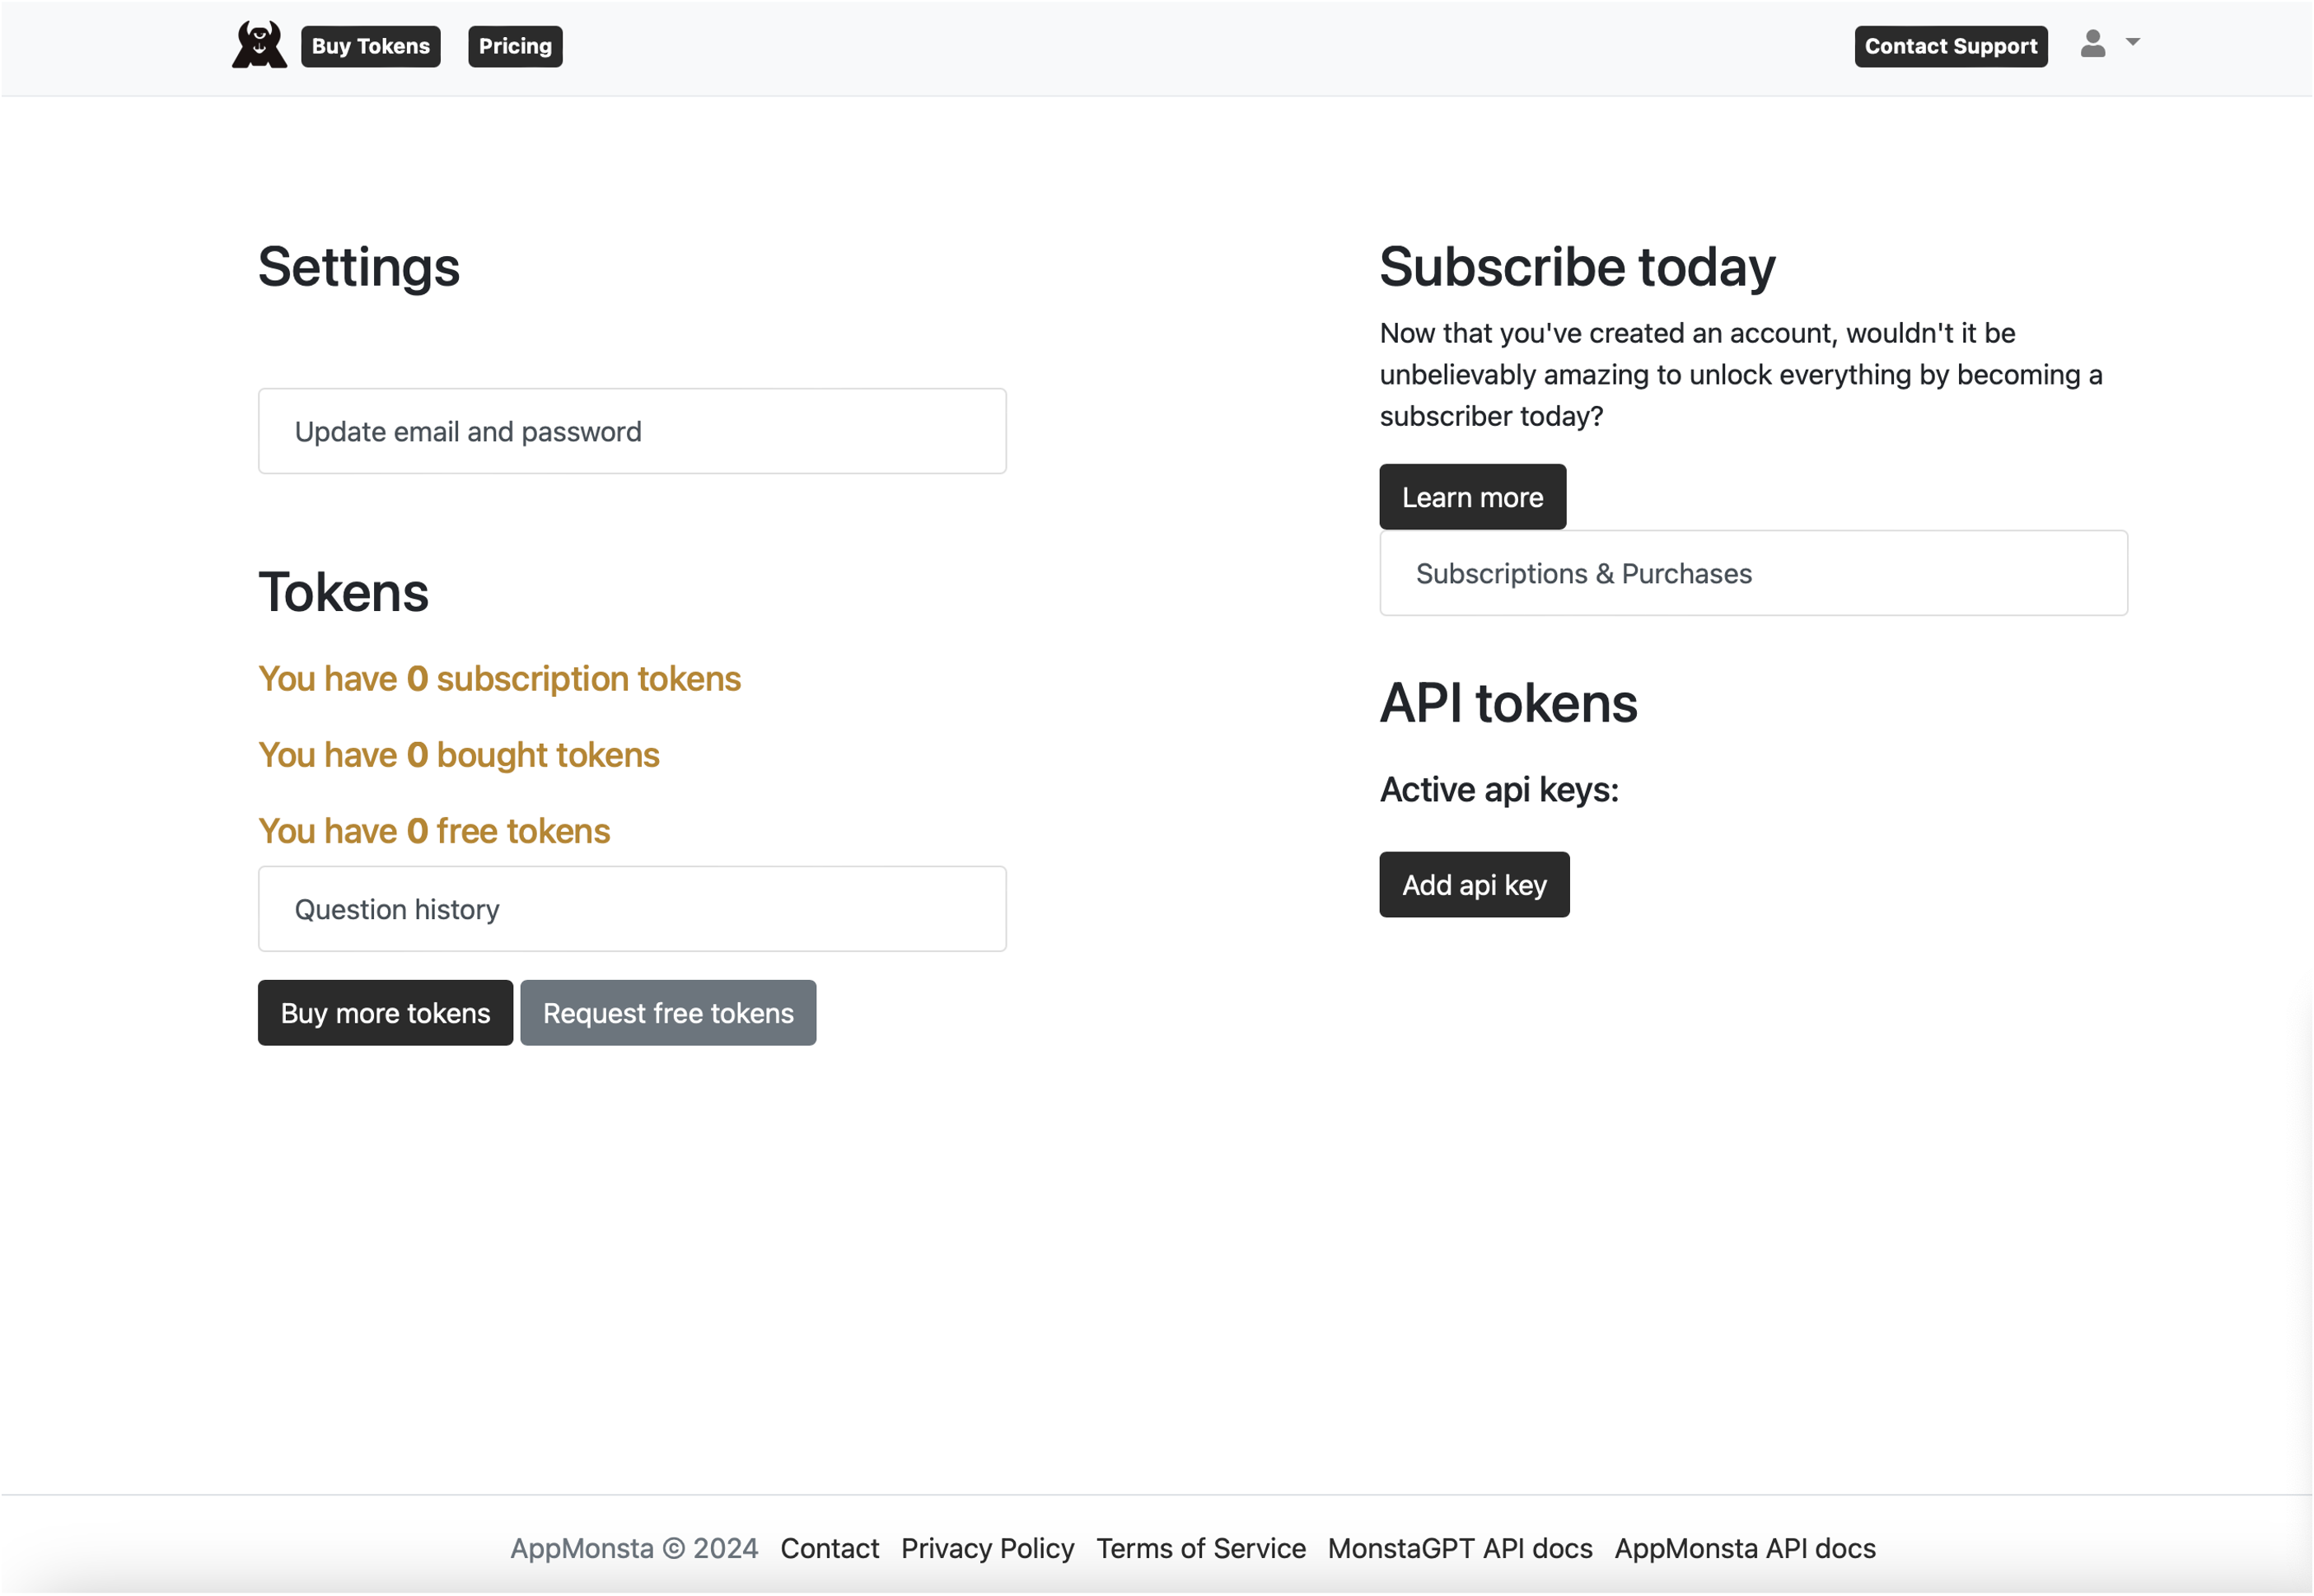 Buy Tokens
Pricing
Contact Support
Settings
Update email and password
Tokens
You have 0 subscription tokens
You have 0 bought tokens
You have 0 free tokens
Question history
Buy more tokens
Request free tokens
Subscribe today
Now that you've created an account, wouldn't it be
unbelievably amazing to unlock everything by becoming a
subscriber today?
Learn more
Subscriptions & Purchases
API tokens
Active api keys:
Add api key
AppMonsta © 2024 Contact Privacy Policy Terms of Service MonstaGPT API docs AppMonsta API docs